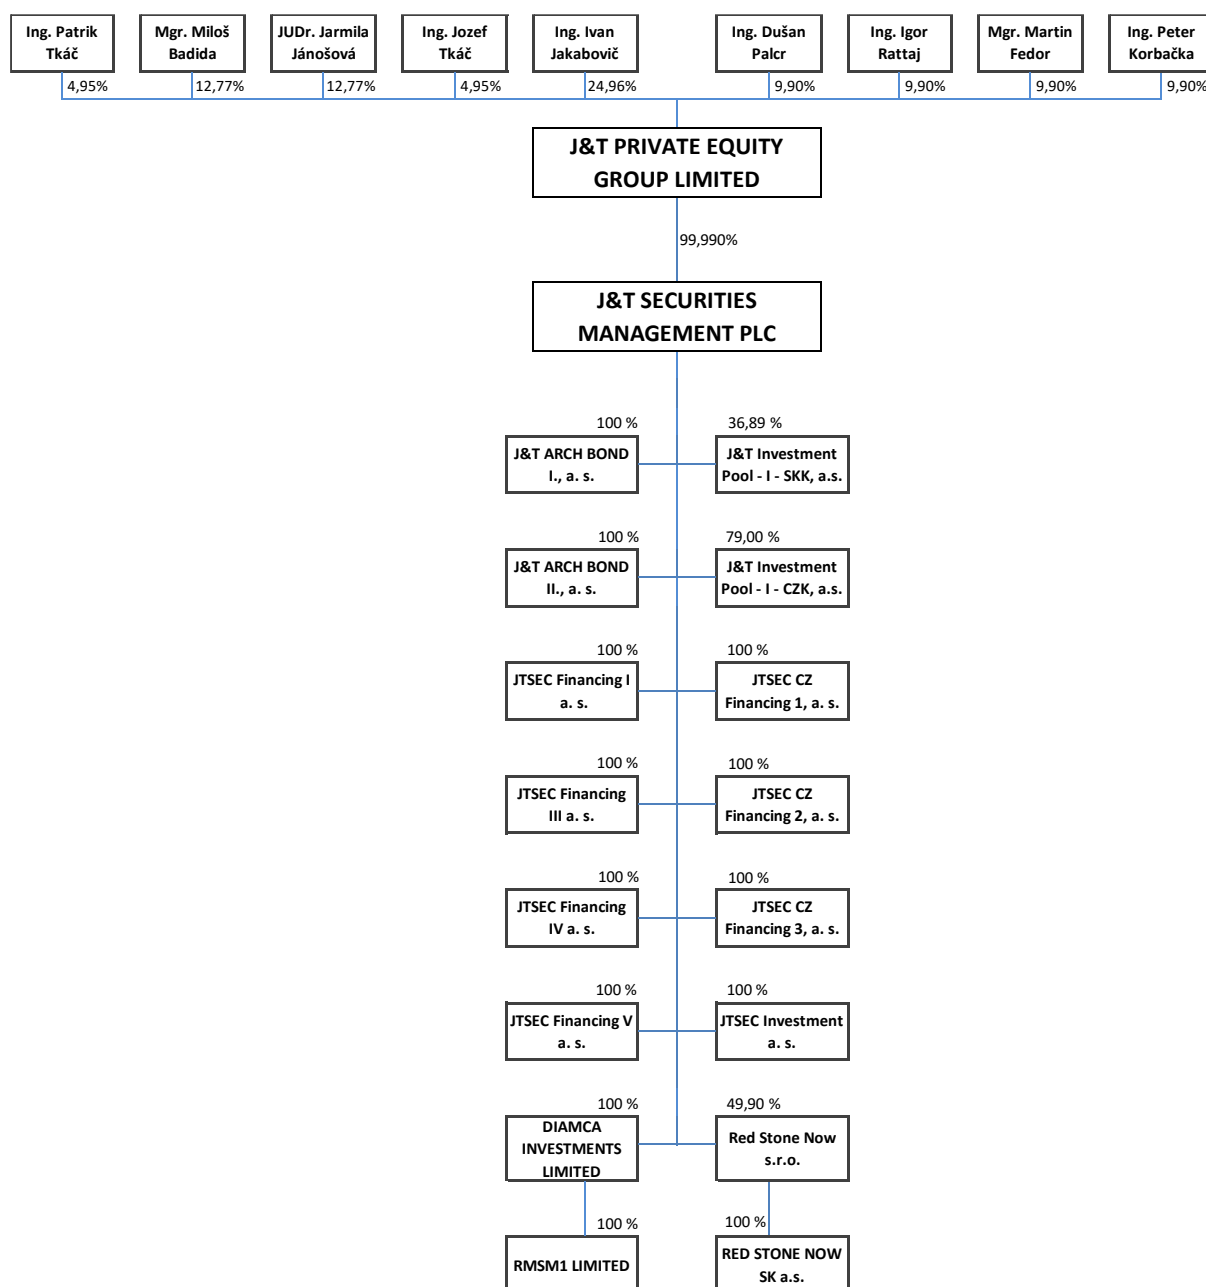 Ing. Patrik
Tkáč
Mgr. Miloš
Badida
JUDr. Jarmila
Jánošová
Ing. Jozef
Tkáč
Ing. Ivan
Jakabovič
Ing. Dušan
Palcr
Ing. Igor
Rattaj
Mgr. Martin
Fedor
Ing. Peter
Korbačka
4,95%
12,77%
12,77%
4,95%
24,96%
9,90%
9,90%
9,90%
9,90%
J&T PRIVATE EQUITY
GROUP LIMITED
99,990%
J&T SECURITIES
MANAGEMENT PLC
100 %
36,89 %
J&T ARCH BOND
I., a. s.
J&T Investment
Pool - I - SKK, a.s.
100 %
79,00 %
J&T ARCH BOND
II., a. s.
J&T Investment
Pool - I - CZK, a.s.
100 %
100 %
JTSEC Financing I
a. s.
JTSEC CZ
Financing 1, a. s.
100 %
100 %
JTSEC Financing
III a. s.
JTSEC CZ
Financing 2, a. s.
100 %
100 %
JTSEC Financing
IV a. s.
JTSEC CZ
Financing 3, a. s.
100 %
100 %
JTSEC Financing V
a. s.
JTSEC Investment
a. s.
100 %
49,90 %
DIAMCA
INVESTMENTS
LIMITED
Red Stone Now
s.r.o.
100 %
100 %
RMSM1 LIMITED
RED STONE NOW
SK a.s.